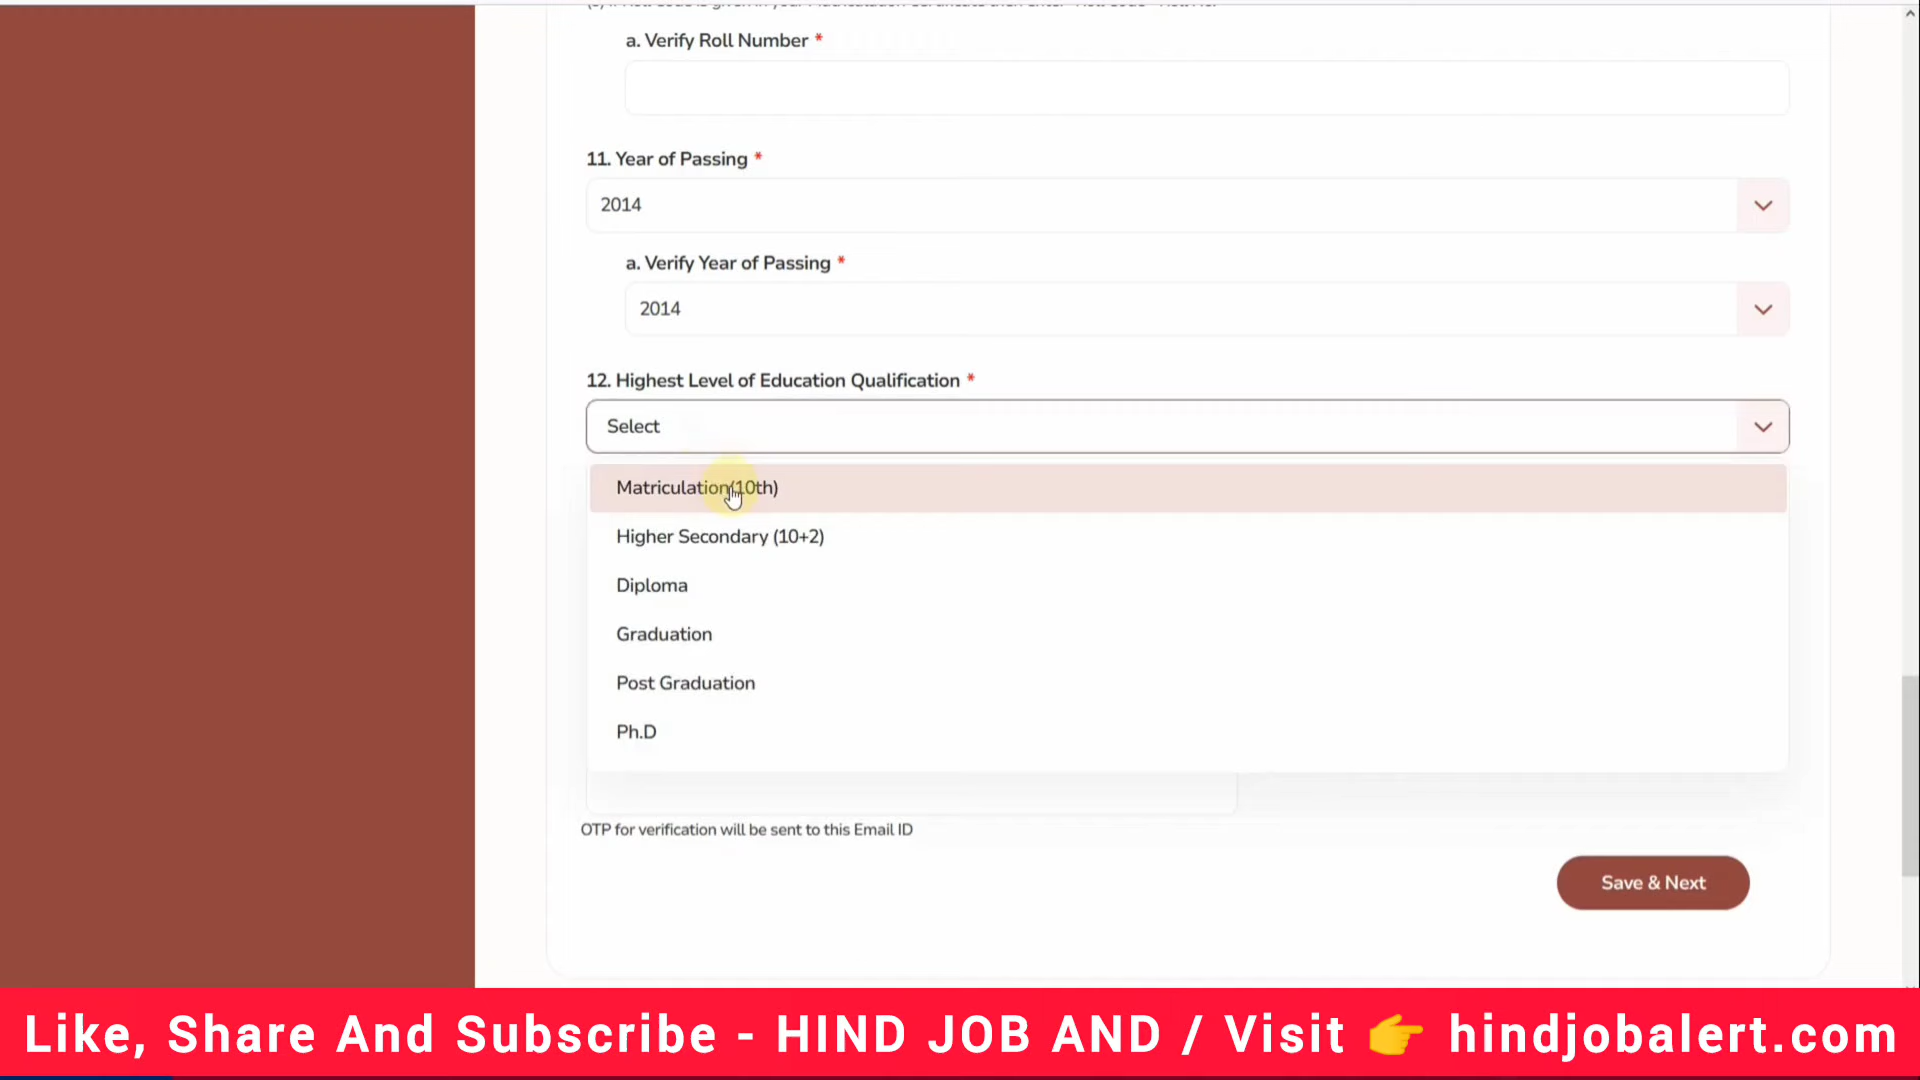 a. Verify Roll Number *
11. Year of Passing *
2014
a. Verify Year of Passing *
2014
12. Highest Level of Education Qualification *
Select
Matriculation(10th)
Higher Secondary (10+2)
Diploma
Graduation
Post Graduation
Ph.D
OTP for verification will be sent to this Email ID
Save & Next
Like, Share And Subscribe - HIND JOB AND / Visit 👉 hindjobalert.com